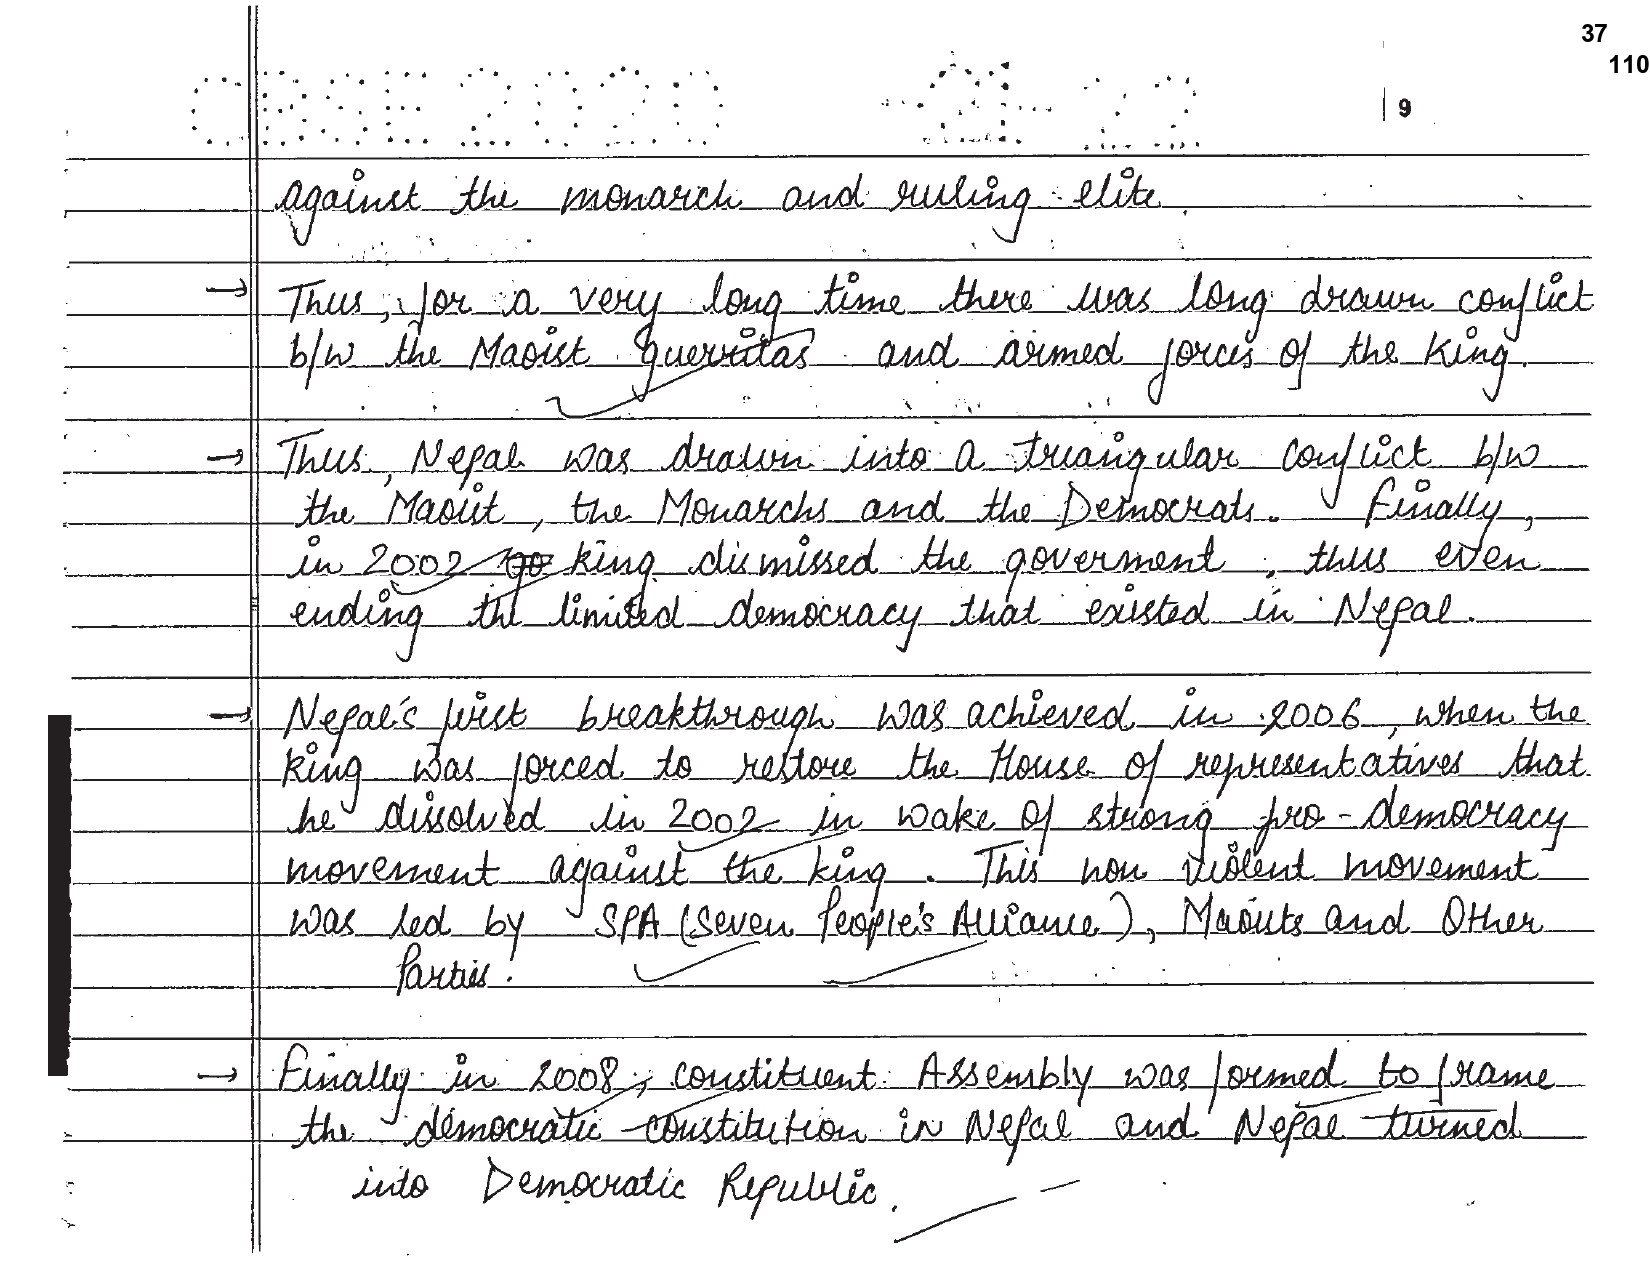 37
110
CBSE 2020
9
against the monarch and ruling elite
→ Thus, for a very long time there was long drawn conflict
b/w the Maoist guerrilas and armed forces of the King.
→ Thus, Nepal was drawn into a triangular conflict b/w
the Maoist, the Monarchs and the Democrats. Finally,
in 2002 king dismissed the goverment, thus even
ending the limited democracy that existed in Nepal.
→ Nepal's first breakthrough was achieved in 2006, when the
king was forced to restore the House of representatives that
he dissolved in 2002 in wake of strong pro-democracy
movement against the king. This non violent movement
was led by SPA (Seven People's Alliance), Maoists and Other
Parties.
→ Finally in 2008, constituent Assembly was formed to frame
the democratic constitution in Nepal and Nepal turned
into Democratic Republic.